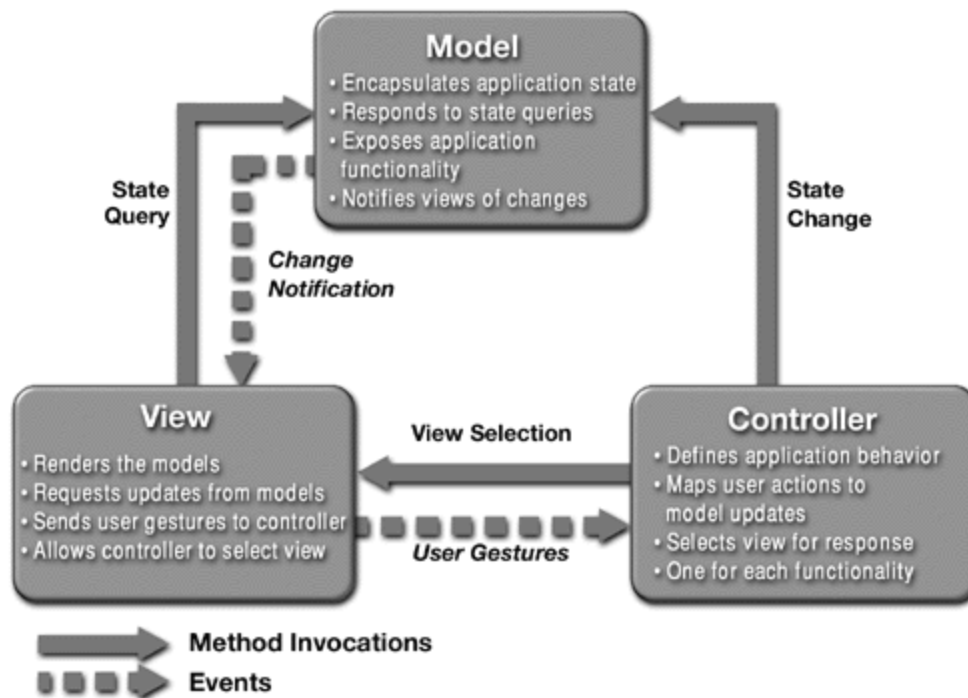 Model
• Encapsulates application state
• Responds to state queries
• Exposes application
functionality
• Notifies views of changes
State
Query
State
Change
Change
Notification
View
• Renders the models
• Requests updates from models
• Sends user gestures to controller
• Allows controller to select view
View Selection
User Gestures
Controller
• Defines application behavior
• Maps user actions to
model updates
• Selects view for response
• One for each functionality
Method Invocations
Events